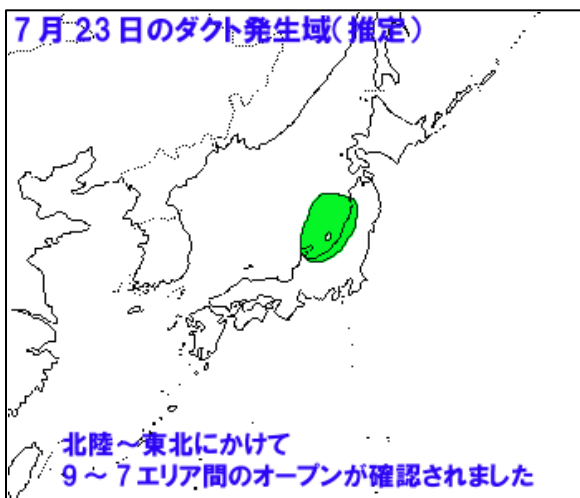 7月23日のダクト発生域(推定)
北陸～東北にかけて
9～7エリア間のオープンが確認されました